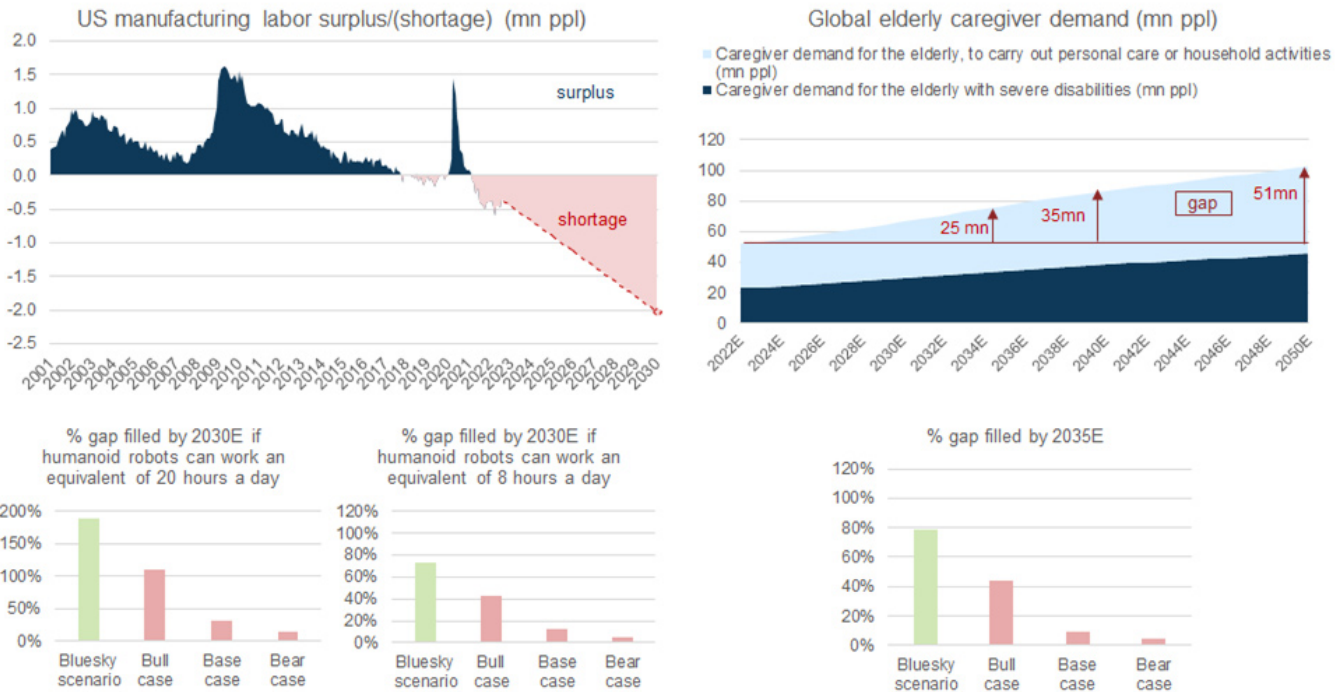 US manufacturing labor surplus/(shortage) (mn ppl)
2.0
1.5
1.0
0.5
0.0
-0.5
-1.0
-1.5
-2.0
-2.5
surplus
shortage
2001
2002
2003
2004
2005
2006
2007
2008
2009
2010
2011
2012
2013
2014
2015
2016
2017
2018
2019
2020
2021
2022
2023
2024
2025
2026
2027
2028
2029
2030
Global elderly caregiver demand (mn ppl)
Caregiver demand for the elderly, to carry out personal care or household activities
(mn ppl)
Caregiver demand for the elderly with severe disabilities (mn ppl)
120
100
80
60
40
20
0
25 mn
35mn
gap
51mn
2022E
2024E
2026E
2028E
2030E
2032E
2034E
2036E
2038E
2040E
2042E
2044E
2046E
2048E
2050E
% gap filled by 2030E if
humanoid robots can work an
equivalent of 20 hours a day
200%
150%
100%
50%
0%
Bluesky
scenario
Bull
case
Base
case
Bear
case
% gap filled by 2030E if
humanoid robots can work an
equivalent of 8 hours a day
120%
100%
80%
60%
40%
20%
0%
Bluesky
scenario
Bull
case
Base
case
Bear
case
% gap filled by 2035E
120%
100%
80%
60%
40%
20%
0%
Bluesky
scenario
Bull
case
Base
case
Bear
case